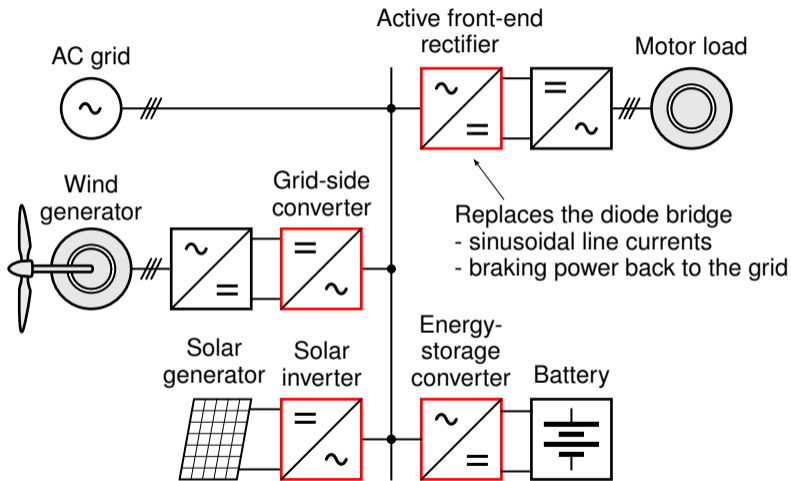 Active front-end
rectifier
AC grid
Motor load
Wind
generator
Grid-side
converter
Replaces the diode bridge
- sinusoidal line currents
- braking power back to the grid
Solar
generator
Solar
inverter
Energy-
storage
converter
Battery